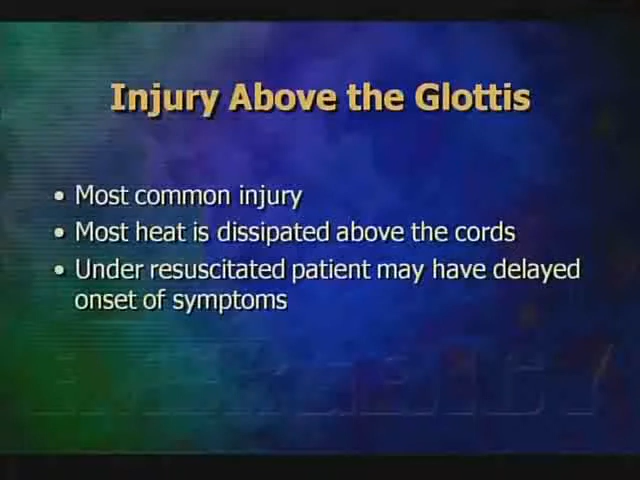 Injury Above the Glottis
• Most common injury
• Most heat is dissipated above the cords
• Under resuscitated patient may have delayed
onset of symptoms